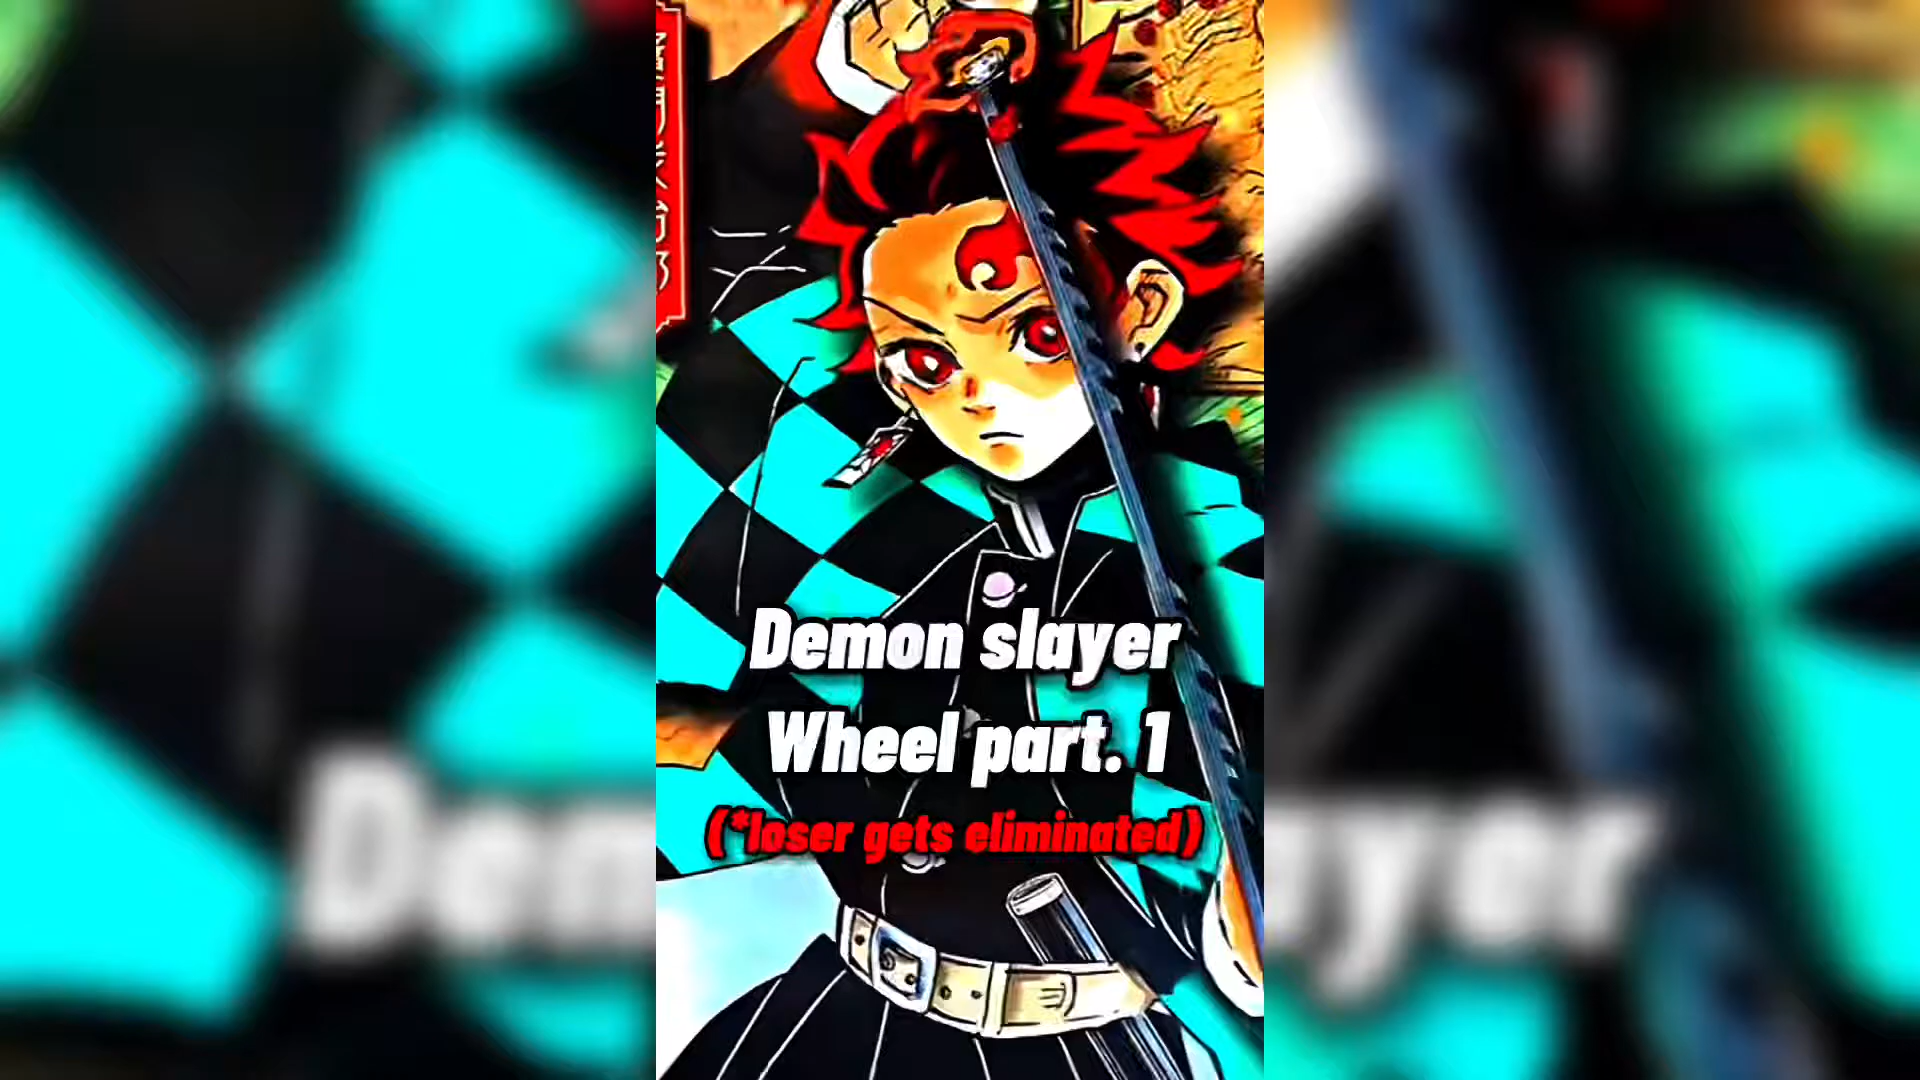 Demon slayer
Wheel part. 1
(*loser gets eliminated)